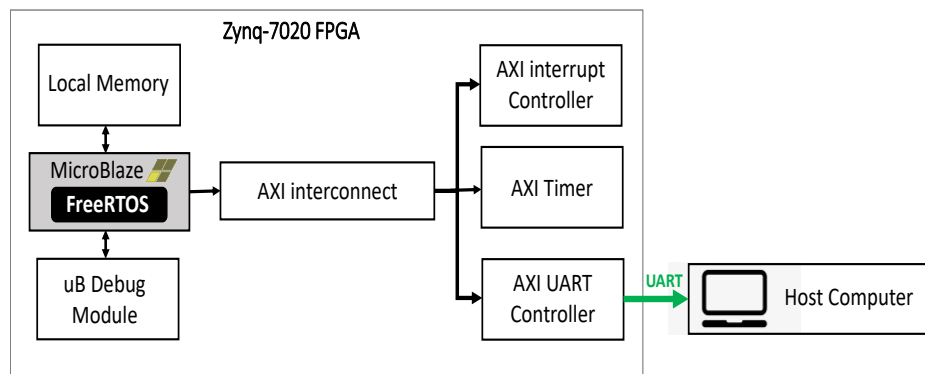 Zynq-7020 FPGA
Local Memory
MicroBlaze
FreeRTOS
uB Debug
Module
AXI interconnect
AXI interrupt
Controller
AXI Timer
AXI UART
Controller
UART
Host Computer